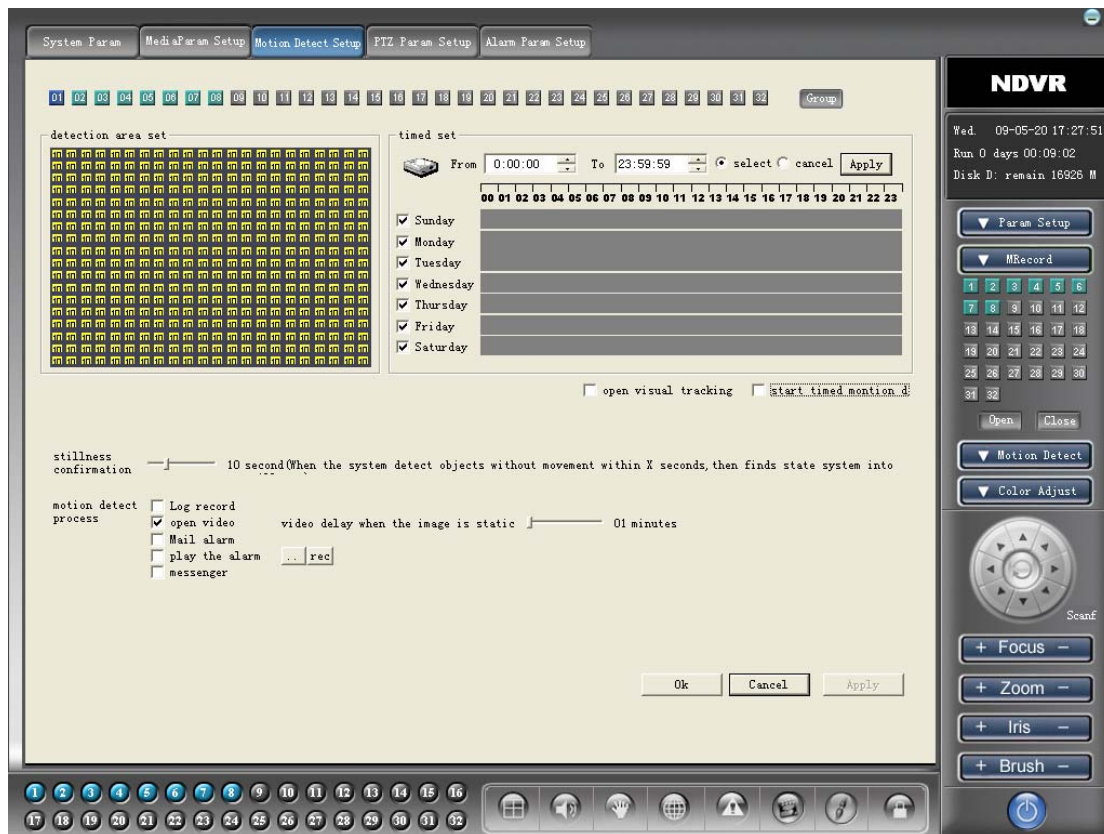 System Param MediaParam Setup Motion Detect Setup PTZ Param Setup Alarm Param Setup
01 02 03 04 05 06 07 08 09 10 11 12 13 14 15 16 17 18 19 20 21 22 23 24 25 26 27 28 29 30 31 32 Group
detection area set
timed set
From 0:00:00 To 23:59:59 select cancel Apply
00 01 02 03 04 05 06 07 08 09 10 11 12 13 14 15 16 17 18 19 20 21 22 23
Sunday
Monday
Tuesday
Wednesday
Thursday
Friday
Saturday
open visual tracking start timed montion d
stillness
confirmation 10 second(When the system detect objects without movement within X seconds, then finds state system into
motion detect
process
Log record
open video video delay when the image is static 01 minutes
Mail alarm
play the alarm .. rec
messenger
Ok Cancel Apply
NDVR
Wed. 09-05-20 17:27:51
Run 0 days 00:09:02
Disk D: remain 16926 M
Param Setup
MRecord
1 2 3 4 5 6
7 8 9 10 11 12
13 14 15 16 17 18
19 20 21 22 23 24
25 26 27 28 29 30
31 32
Open Close
Motion Detect
Color Adjust
Scanf
+ Focus -
+ Zoom -
+ Iris -
+ Brush -
1 2 3 4 5 6 7 8 9 10 11 12 13 14 15 16
17 18 19 20 21 22 23 24 25 26 27 28 29 30 31 32